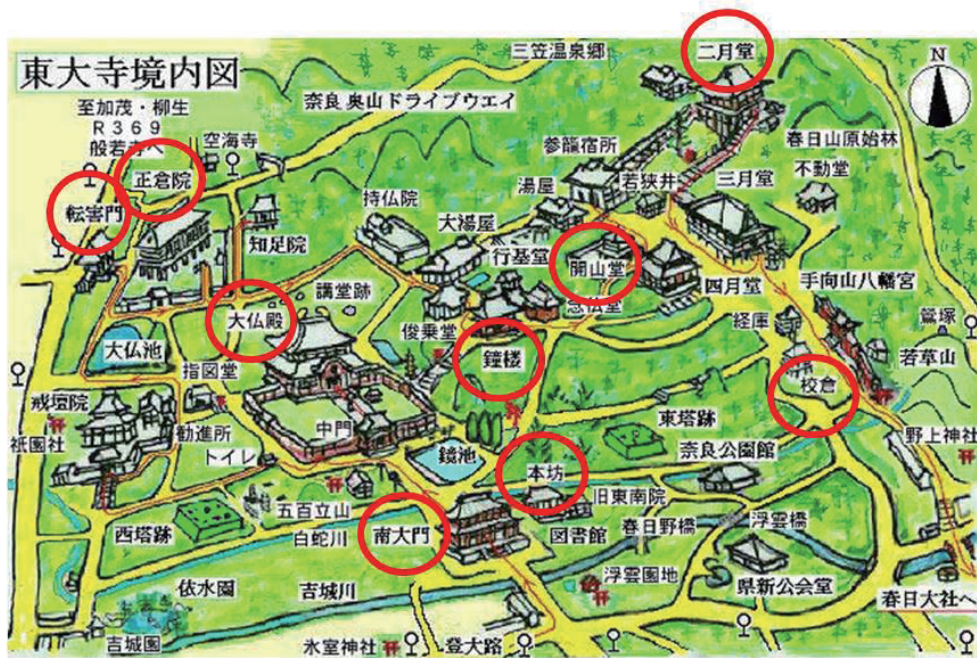 東大寺境内図
至加茂・柳生
R369
般若寺へ
空海寺
奈良奥山ドライブウエイ
三笠温泉郷
二月堂
N
正倉院
転害門
知足院
持仏院
大湯屋
湯屋
参籠宿所
若狭井
三月堂
春日山原始林
不動堂
行基堂
開山堂
念仏堂
四月堂
手向山八幡宮
大仏殿
講堂跡
俊乗堂
鐘楼
経庫
鶯塚
若草山
大仏池
指図堂
戒壇院
祇園社
勧進所
トイレ
中門
鏡池
校倉
東塔跡
奈良公園館
野上神社
本坊
旧東南院
五百立山
西塔跡
白蛇川
南大門
図書館
春日野橋
浮雲橋
依水園
吉城川
浮雲園地
県新公会堂
春日大社へ
吉城園
氷室神社
登大路